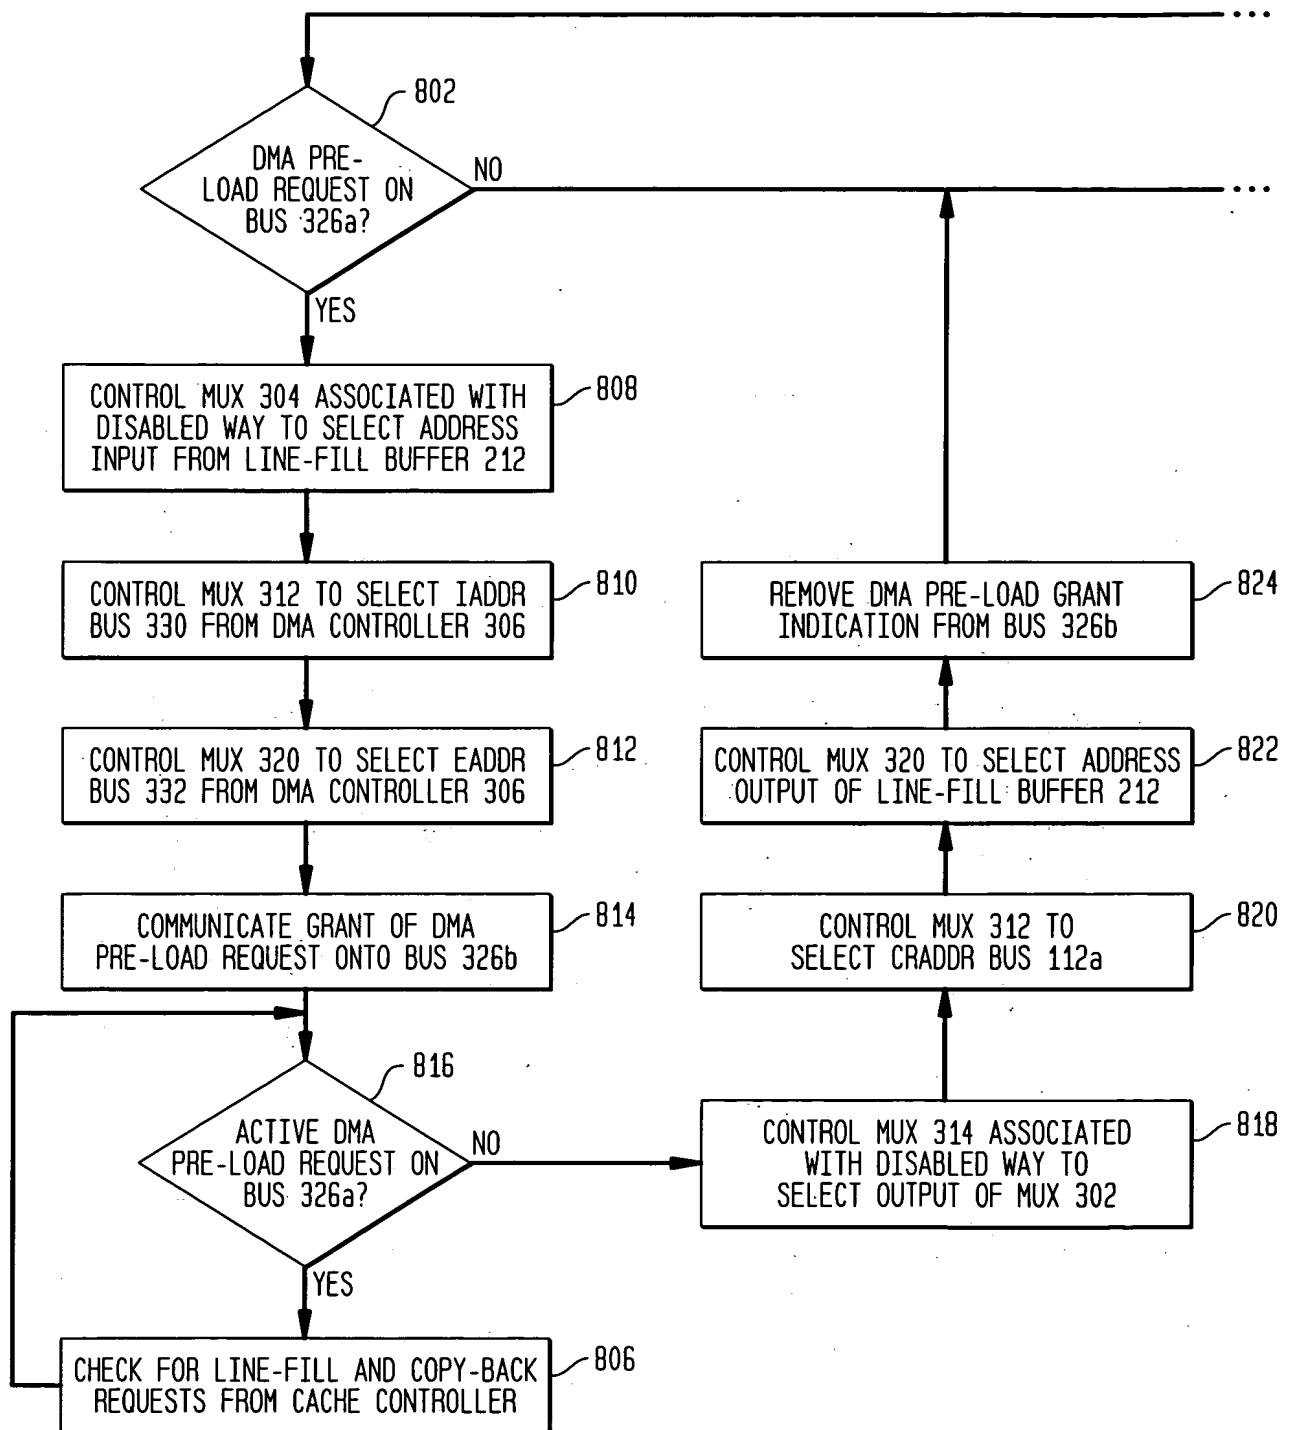 802
DMA PRE-
LOAD REQUEST ON
BUS 326a?
NO
YES
CONTROL MUX 304 ASSOCIATED WITH
DISABLED WAY TO SELECT ADDRESS
INPUT FROM LINE-FILL BUFFER 212
808
CONTROL MUX 312 TO SELECT IADDR
BUS 330 FROM DMA CONTROLLER 306
810
CONTROL MUX 320 TO SELECT EADDR
BUS 332 FROM DMA CONTROLLER 306
812
COMMUNICATE GRANT OF DMA
PRE-LOAD REQUEST ONTO BUS 326b
814
816
ACTIVE DMA
PRE-LOAD REQUEST ON
BUS 326a?
NO
YES
CHECK FOR LINE-FILL AND COPY-BACK
REQUESTS FROM CACHE CONTROLLER
806
CONTROL MUX 314 ASSOCIATED
WITH DISABLED WAY TO
SELECT OUTPUT OF MUX 302
818
CONTROL MUX 312 TO
SELECT CRADDR BUS 112a
820
CONTROL MUX 320 TO SELECT ADDRESS
OUTPUT OF LINE-FILL BUFFER 212
822
REMOVE DMA PRE-LOAD GRANT
INDICATION FROM BUS 326b
824